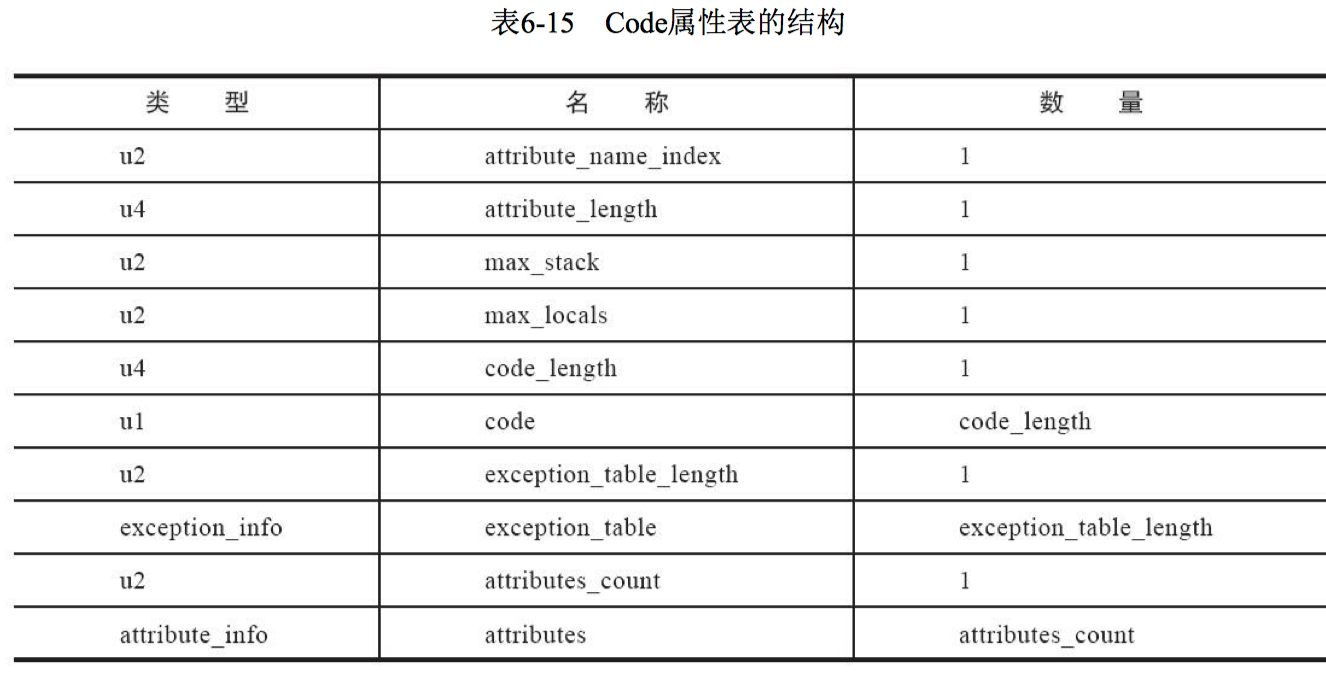 表6-15 Code属性表的结构
类 型 名 称 数 量
u2 attribute_name_index 1
u4 attribute_length 1
u2 max_stack 1
u2 max_locals 1
u4 code_length 1
u1 code code_length
u2 exception_table_length 1
exception_info exception_table exception_table_length
u2 attributes_count 1
attribute_info attributes attributes_count